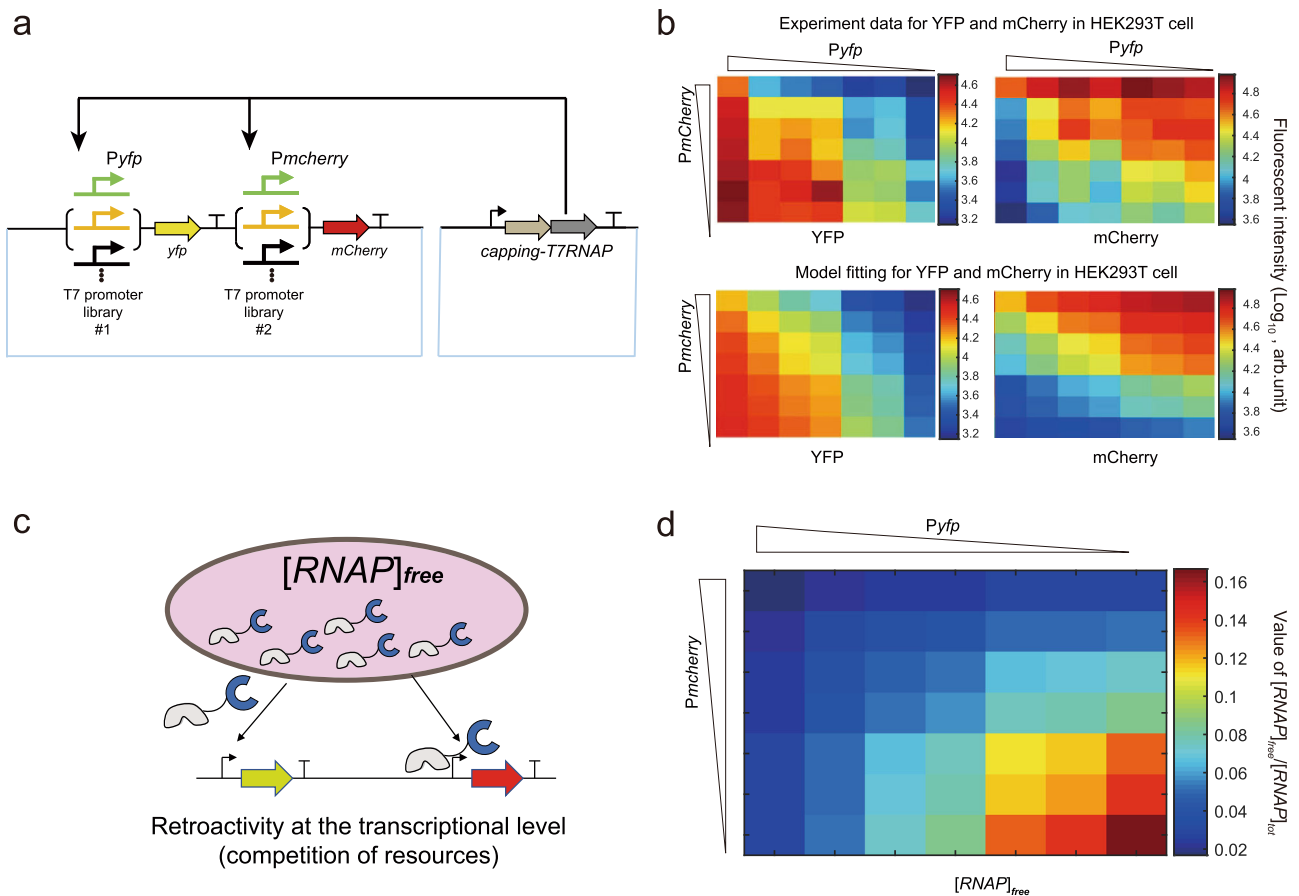 a
Pyfp
Pmcherry
yfp
mCherry
capping-T7RNAP
T7 promoter
library
#1
T7 promoter
library
#2
b
Experiment data for YFP and mCherry in HEK293T cell
Pyfp
Pyfp
PmCherry
4.6
4.4
4.2
4
3.8
3.6
3.4
3.2
4.8
4.6
4.4
4.2
4
3.8
3.6
YFP
mCherry
Model fitting for YFP and mCherry in HEK293T cell
Pmcherry
4.6
4.4
4.2
4
3.8
3.6
3.4
3.2
4.8
4.6
4.4
4.2
4
3.8
3.6
YFP
mCherry
Fluorescent intensity (Log10, arb.unit)
c
[RNAP]free
Retroactivity at the transcriptional level
(competition of resources)
d
Pyfp
Pmcherry
0.16
0.14
0.12
0.10
0.08
0.06
0.04
0.02
Value of [RNAP]free/[RNAP]tot
[RNAP]free